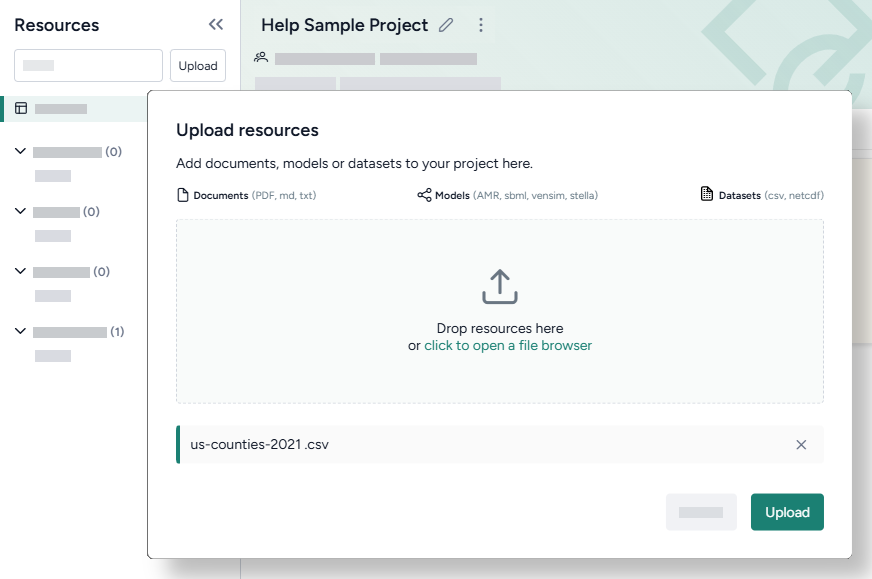 Resources
Help Sample Project
Upload
(0)
(0)
(0)
(1)
Upload resources
Add documents, models or datasets to your project here.
Documents (PDF, md, txt)
Models (AMR, sbml, vensim, stella)
Datasets (csv, netcdf)
Drop resources here
or click to open a file browser
us-counties-2021 .csv
Upload